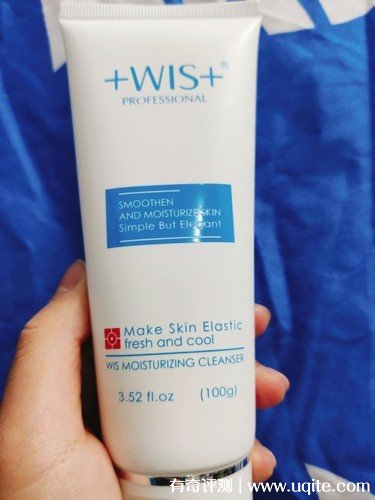 +WIS+®
PROFESSIONAL
SMOOTHEN
AND MOISTURIZE SKIN
Simple But Elegant
Make Skin Elastic
fresh and cool
WIS MOISTURIZING CLEANSER
3.52 fl.oz (100g)
有奇评测 | www.uqite.com